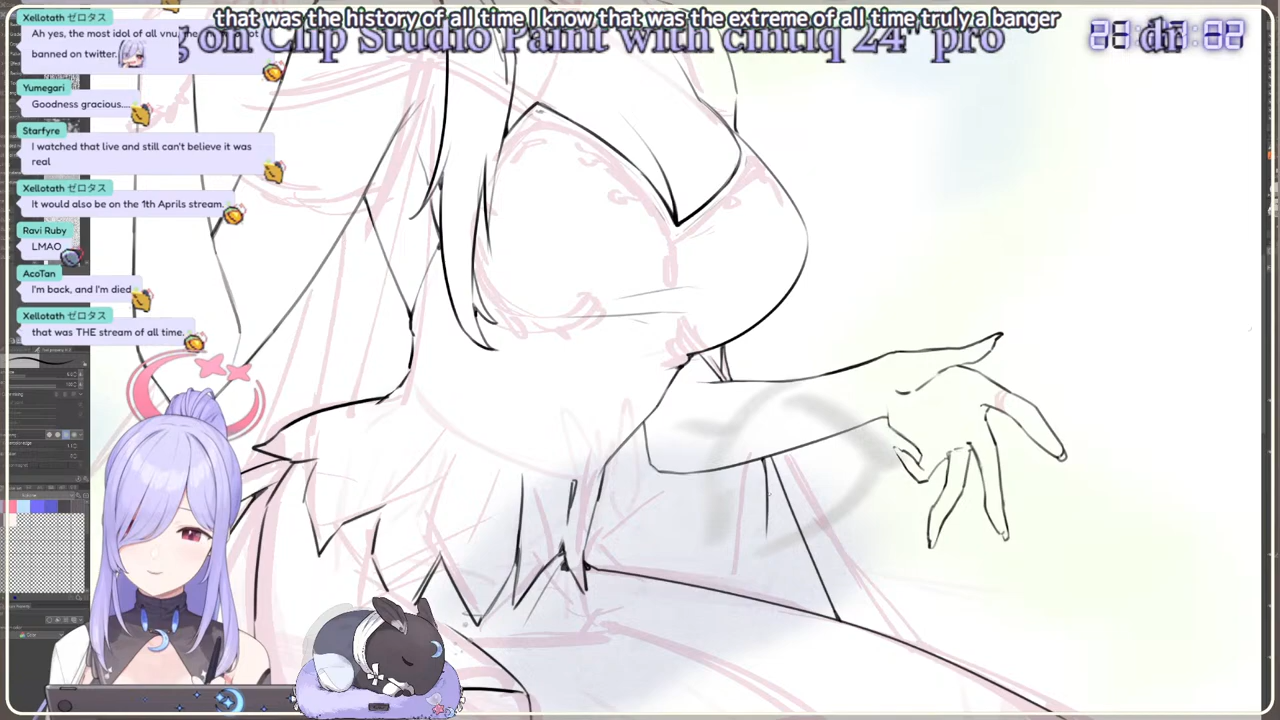 that was the history of all time I know that was the extreme of all time truly a banger
on Clip Studio Paint with cintiq 24" pro
Xellotath ゼロタス
Ah yes, the most idol of all
banned on twitter.
Yumegari
Goodness gracious....
Starfyre
I watched that live and still can't believe it was
real
Xellotath ゼロタス
It would also be on the 1th Aprils stream.
Ravi Ruby
LMAO
AcoTan
I'm back, and I'm died
Xellotath ゼロタス
that was THE stream of all time.